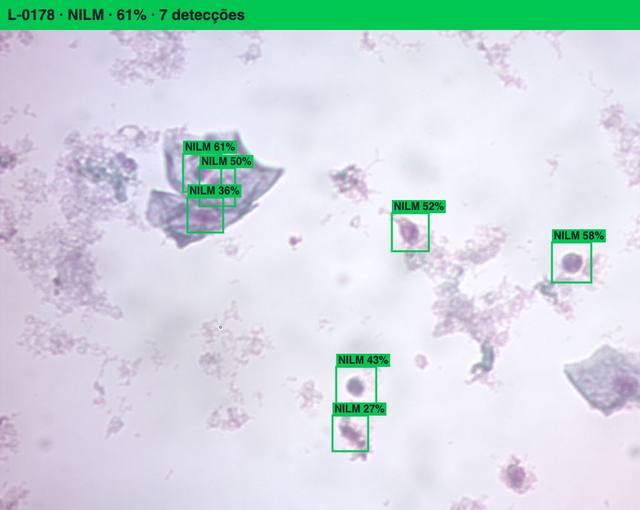 L-0178 · NILM · 61% · 7 detecções
NILM 61%
NILM 50%
NILM 36%
NILM 52%
NILM 58%
NILM 43%
NILM 27%